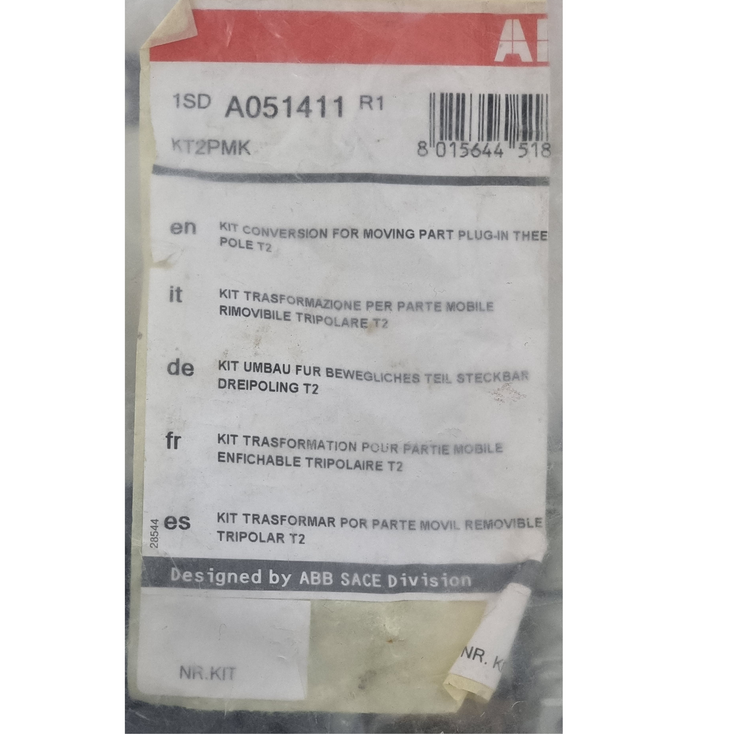 1SD A051411 R1
KT2PMK
8 015644 518
en KIT CONVERSION FOR MOVING PART PLUG-IN THEE
POLE T2
it KIT TRASFORMAZIONE PER PARTE MOBILE
RIMOVIBILE TRIPOLARE T2
de KIT UMBAU FUR BEWEGLICHES TEIL STECKBAR
DREIPOLING T2
fr KIT TRASFORMATION POUR PARTIE MOBILE
ENFICHABLE TRIPOLAIRE T2
es KIT TRASFORMAR POR PARTE MOVIL REMOVIBLE
TRIPOLAR T2
28544
Designed by ABB SACE Division
NR.KIT
NR.